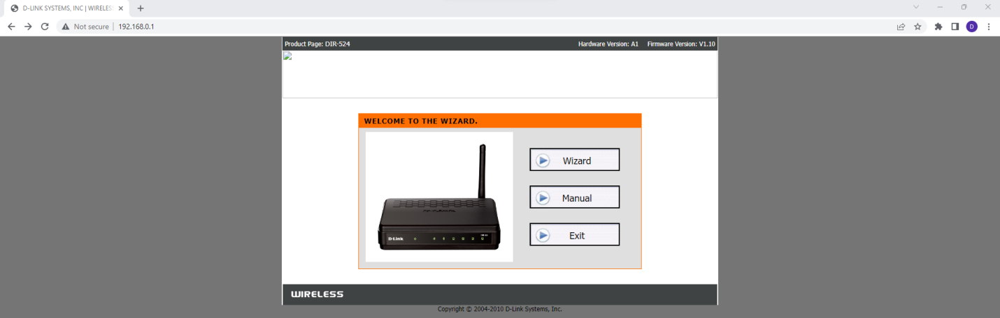 D-LINK SYSTEMS, INC | WIRELES
Not secure | 192.168.0.1
D
Product Page: DIR-524 Hardware Version: A1 Firmware Version: V1.10
WELCOME TO THE WIZARD.
Wizard
Manual
Exit
D-Link
WIRELESS
Copyright © 2004-2010 D-Link Systems, Inc.